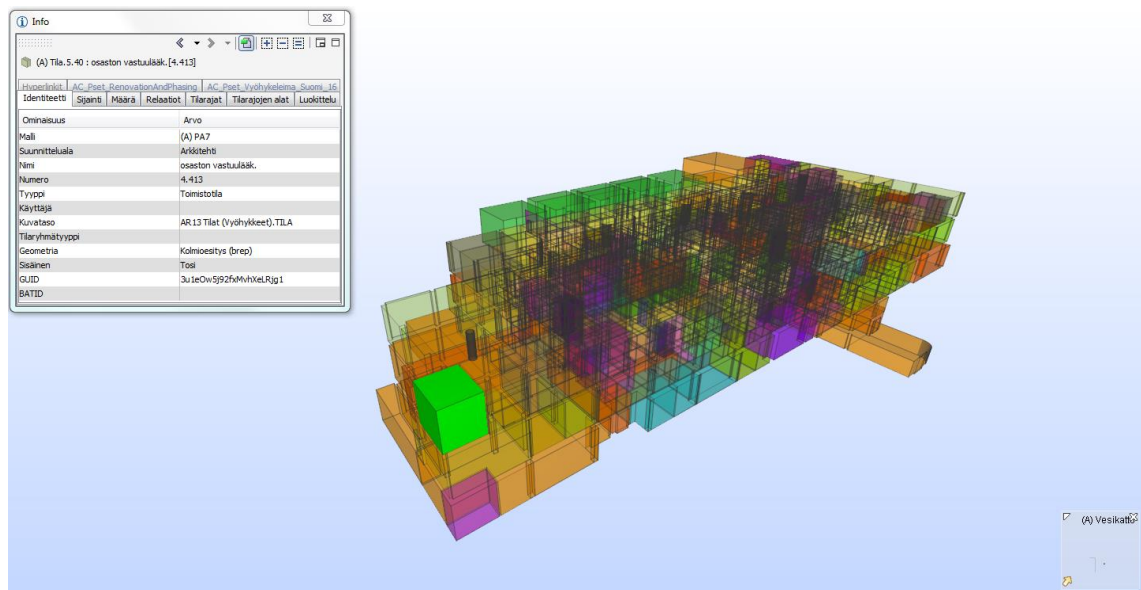 Info
(A) Tila.5.40 : osaston vastuulääk.[4.413]
Hyperlinkit AC_Pset_RenovationAndPhasing AC_Pset_Vyöhykeleima_Suomi_16
Identiteetti Sijainti Määrä Relaatiot Tilarajat Tilarajojen alat Luokittelu
Ominaisuus Arvo
Malli (A) PA7
Suunnitteluala Arkkitehti
Nimi osaston vastuulääk.
Numero 4.413
Tyyppi Toimistotila
Käyttäjä
Kuvataso AR13 Tilat (Vyöhykkeet).TILA
Tilaryhmätyyppi
Geometria Kolmioesitys (brep)
Sisäinen Tosi
GUID 3u1eOw5j92fxMvhXeLRjg1
BATID
(A) Vesikatto